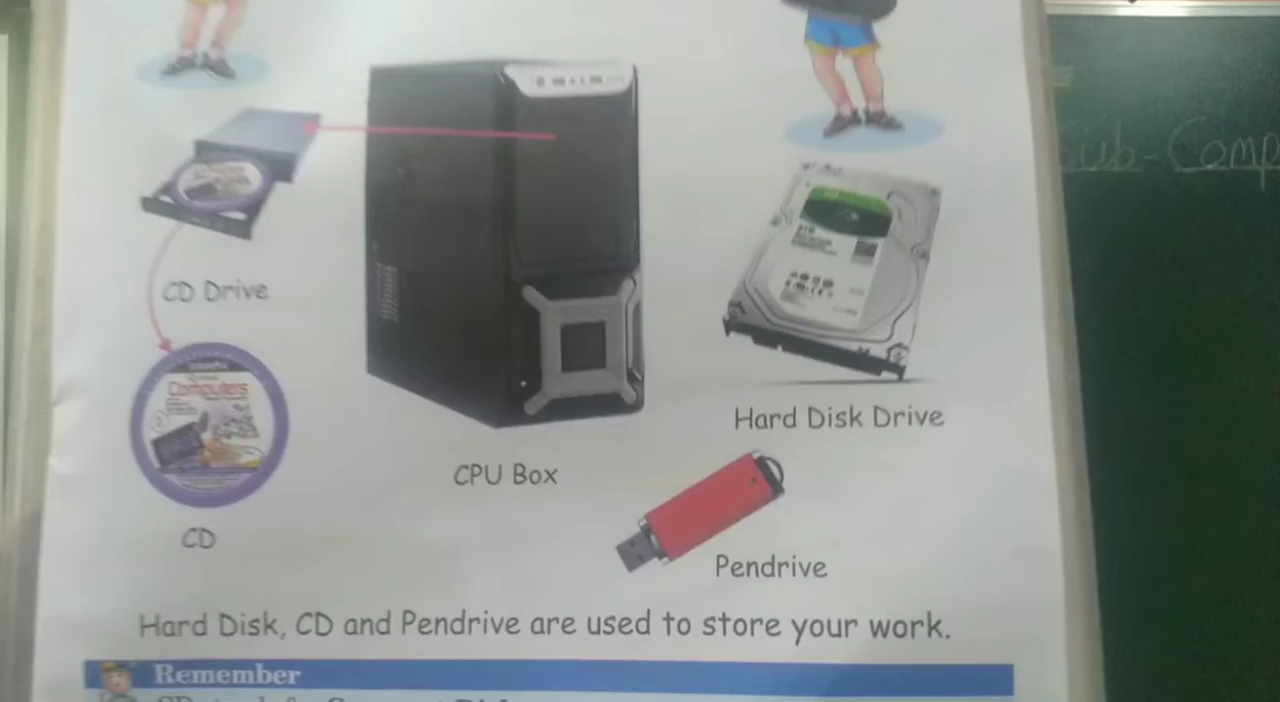 Sub-Comp
CD Drive
Computers
Hard Disk Drive
CPU Box
CD
Pendrive
Hard Disk, CD and Pendrive are used to store your work.
Remember